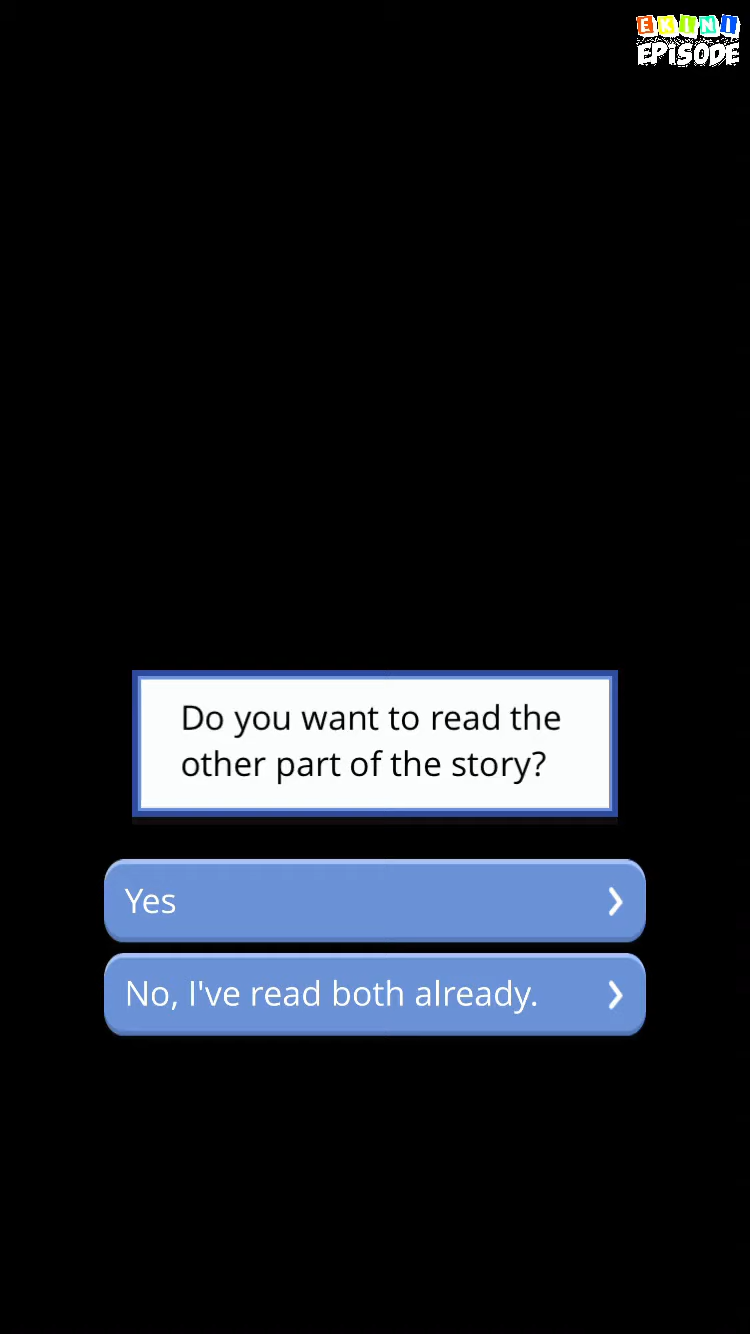 EKINI
EPISODE
Do you want to read the
other part of the story?
Yes
No, I've read both already.